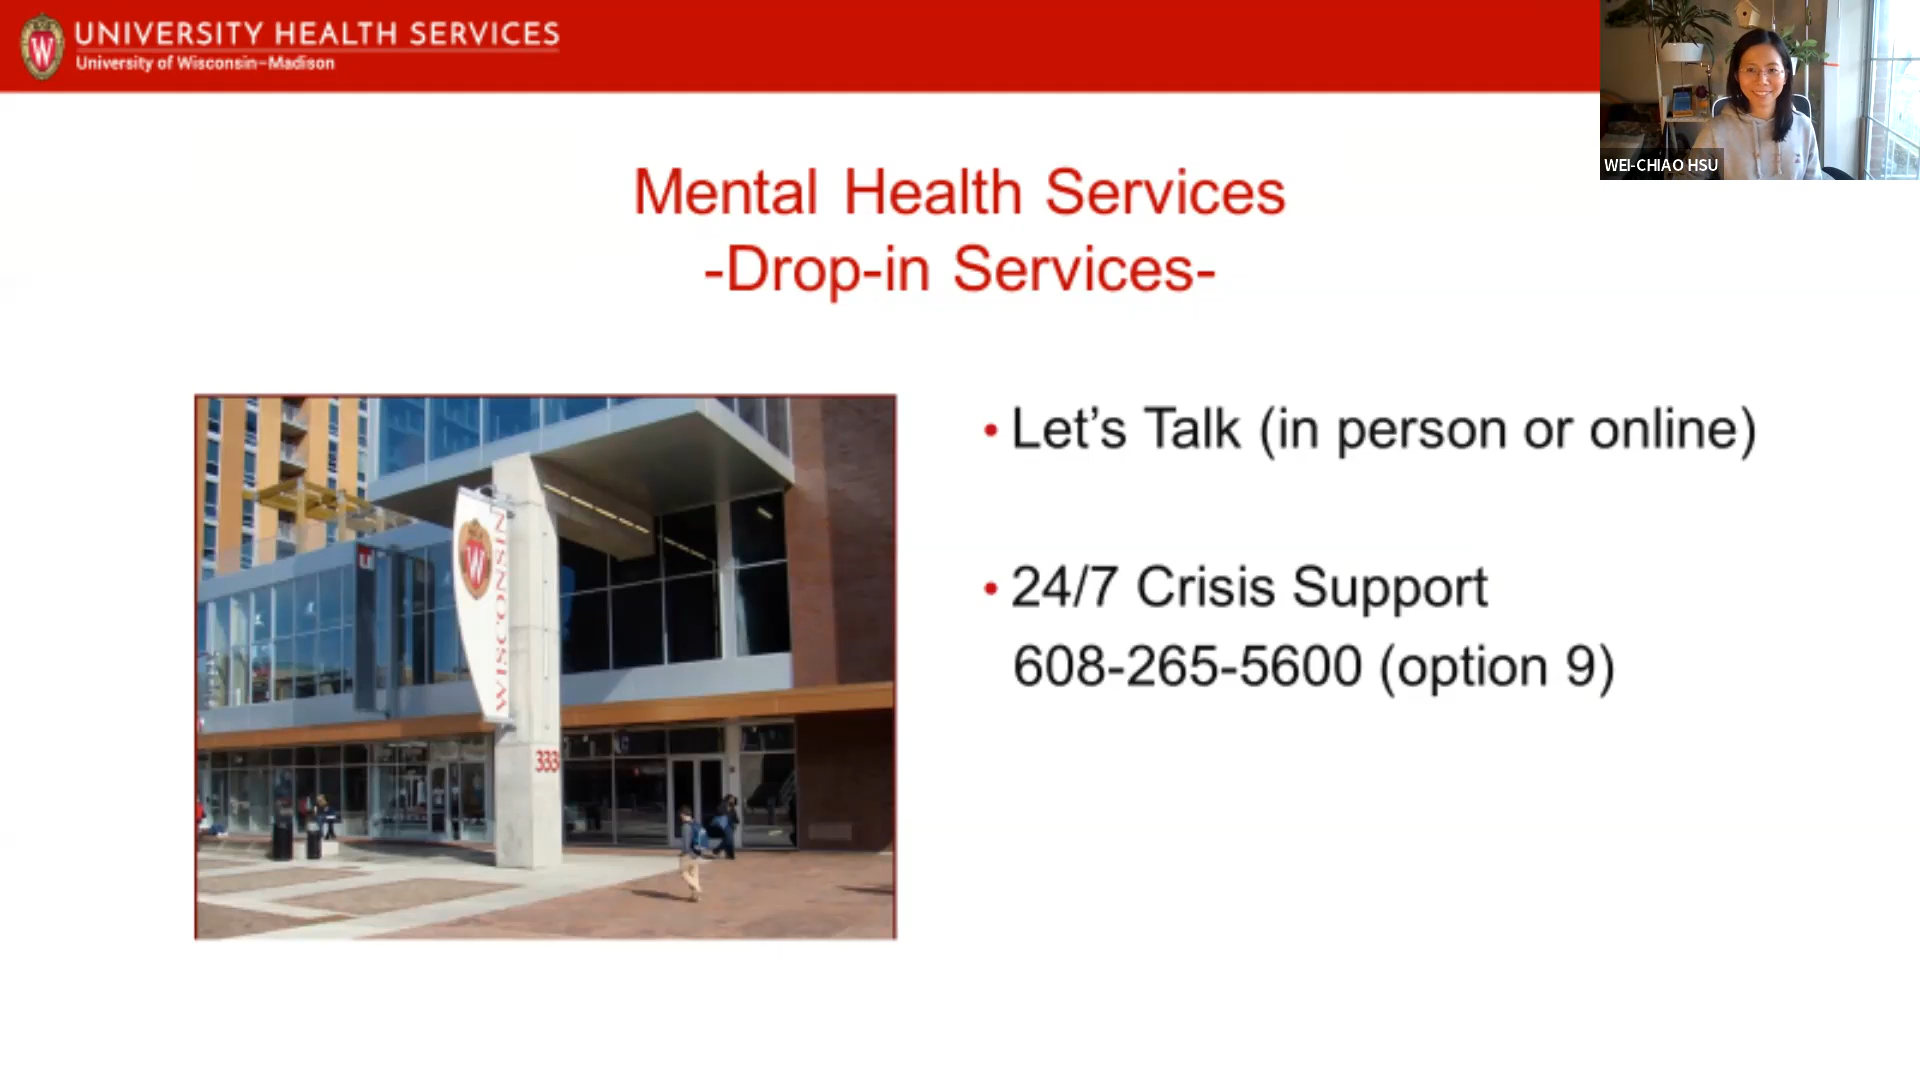 UNIVERSITY HEALTH SERVICES
University of Wisconsin–Madison
WEI-CHIAO HSU
Mental Health Services
-Drop-in Services-
• Let's Talk (in person or online)
• 24/7 Crisis Support
608-265-5600 (option 9)
W
WISCONSIN
333